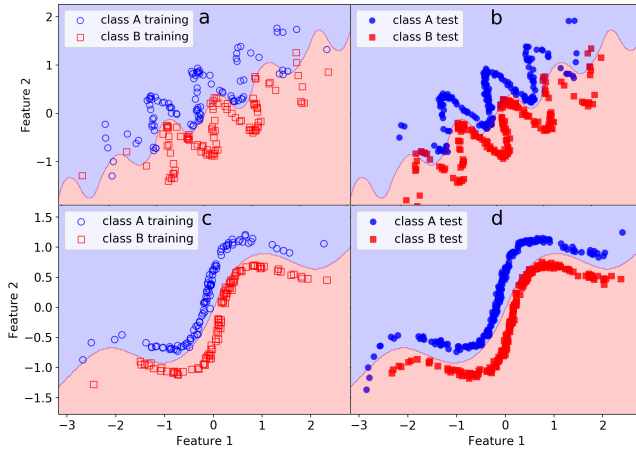 a
class A training
class B training
b
class A test
class B test
2
1
0
−1
Feature 2
c
class A training
class B training
d
class A test
class B test
1.5
1.0
0.5
0.0
−0.5
−1.0
−1.5
Feature 2
−3 −2 −1 0 1 2
−3 −2 −1 0 1 2
Feature 1 Feature 1